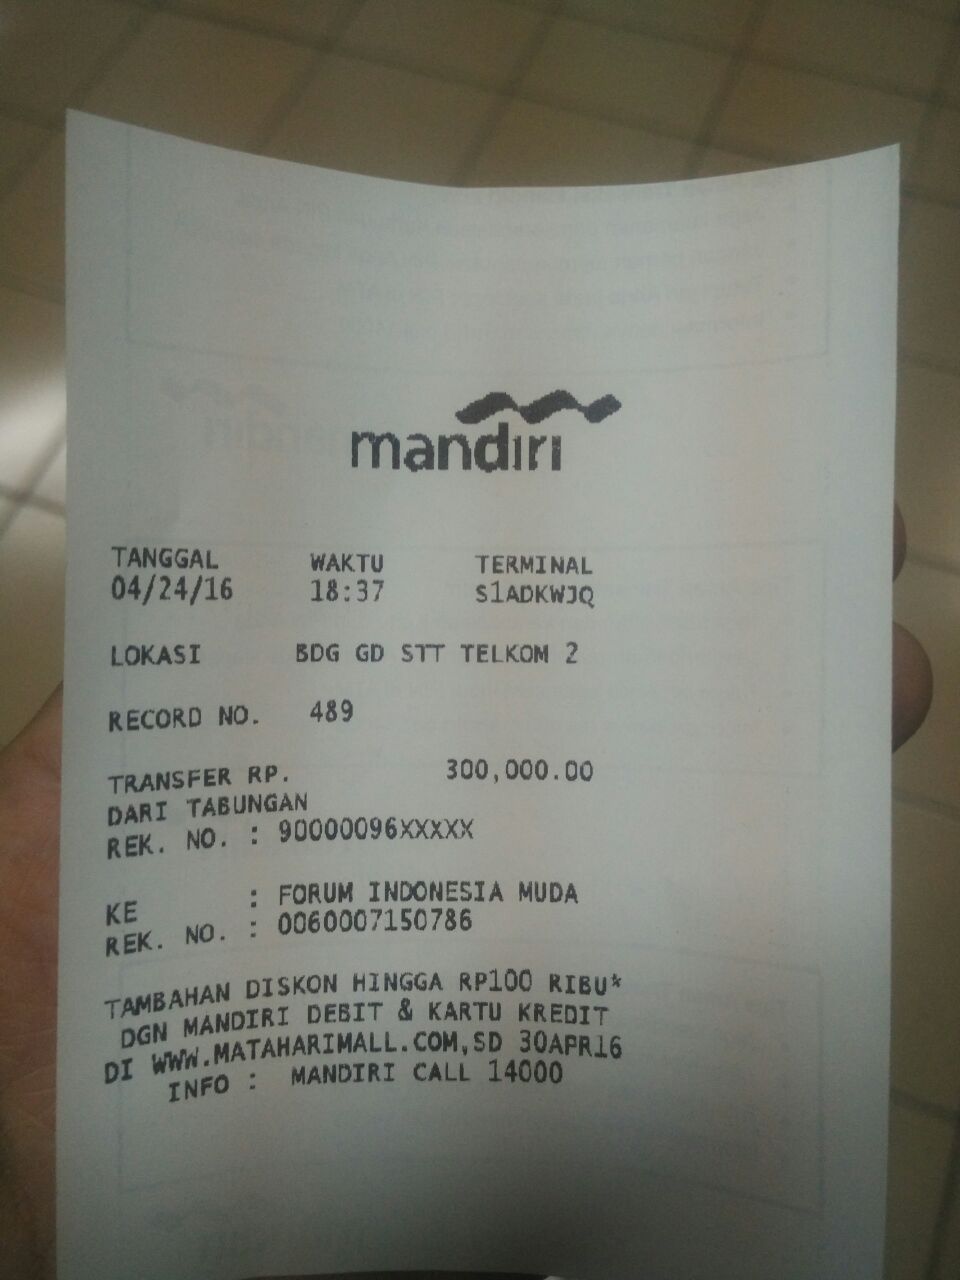 mandiri
TANGGAL WAKTU TERMINAL
04/24/16 18:37 S1ADKWJQ
LOKASI BDG GD STT TELKOM 2
RECORD NO. 489
TRANSFER RP. 300,000.00
DARI TABUNGAN
REK. NO. : 90000096XXXXX
KE : FORUM INDONESIA MUDA
REK. NO. : 0060007150786
TAMBAHAN DISKON HINGGA RP100 RIBU*
DGN MANDIRI DEBIT & KARTU KREDIT
DI WWW.MATAHARIMALL.COM,SD 30APR16
INFO : MANDIRI CALL 14000